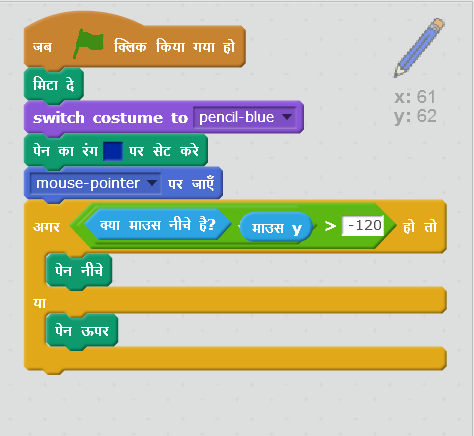 जब क्लिक किया गया हो
मिटा दे
switch costume to pencil-blue
पेन का रंग पर सेट करे
mouse-pointer पर जाएँ
अगर क्या माउस नीचे है? माउस y > -120 हो तो
पेन नीचे
या
पेन ऊपर
x: 61
y: 62